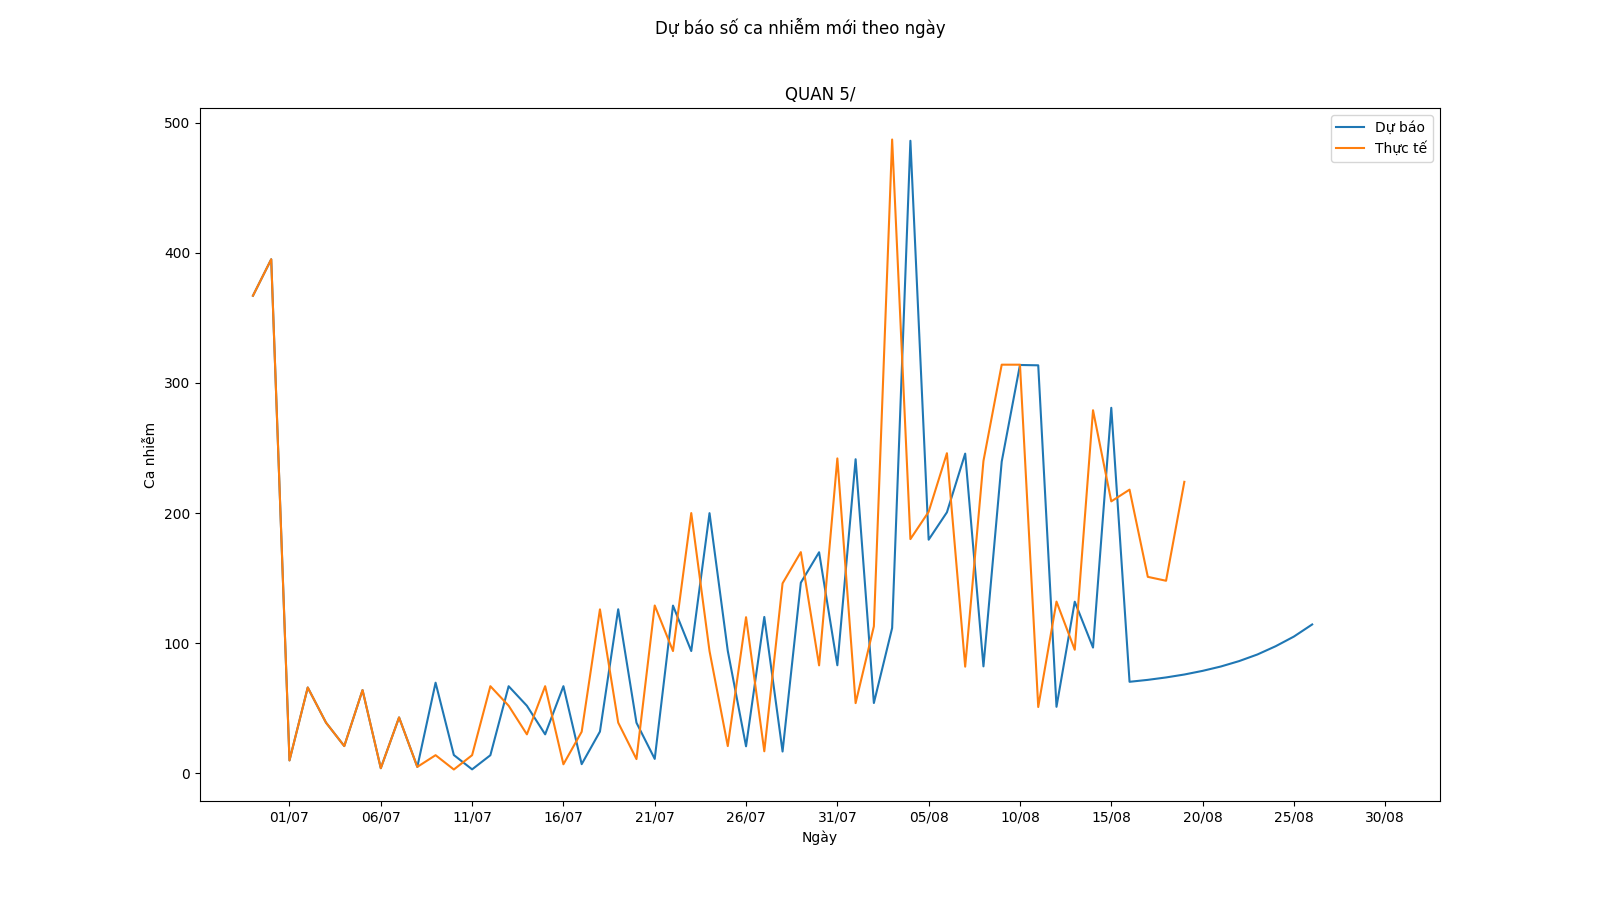 Dự báo số ca nhiễm mới theo ngày
QUAN 5/
Dự báo
Thực tế
500
400
300
200
100
0
Ca nhiễm
01/07 06/07 11/07 16/07 21/07 26/07 31/07 05/08 10/08 15/08 20/08 25/08 30/08
Ngày